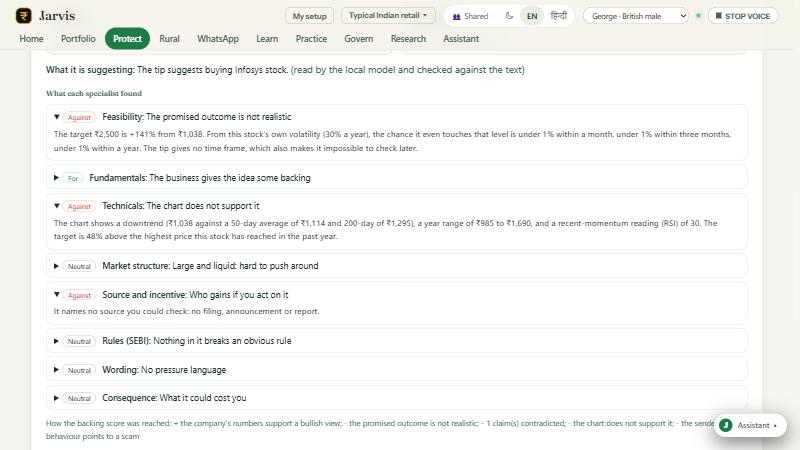 ₹ Jarvis
My setup
Typical Indian retail
Shared
EN
हिन्दी
George - British male
STOP VOICE
Home Portfolio Protect Rural WhatsApp Learn Practice Govern Research Assistant
What it is suggesting: The tip suggests buying Infosys stock. (read by the local model and checked against the text)
What each specialist found
Against Feasibility: The promised outcome is not realistic
The target ₹2,500 is +141% from ₹1,038. From this stock's own volatility (30% a year), the chance it even touches that level is under 1% within a month, under 1% within three months,
under 1% within a year. The tip gives no time frame, which also makes it impossible to check later.
For Fundamentals: The business gives the idea some backing
Against Technicals: The chart does not support it
The chart shows a downtrend (₹1,038 against a 50-day average of ₹1,114 and 200-day of ₹1,295), a year range of ₹985 to ₹1,690, and a recent-momentum reading (RSI) of 30. The
target is 48% above the highest price this stock has reached in the past year.
Neutral Market structure: Large and liquid: hard to push around
Against Source and incentive: Who gains if you act on it
It names no source you could check: no filing, announcement or report.
Neutral Rules (SEBI): Nothing in it breaks an obvious rule
Neutral Wording: No pressure language
Neutral Consequence: What it could cost you
How the backing score was reached: + the company's numbers support a bullish view; - the promised outcome is not realistic; - 1 claim(s) contradicted; - the chart does not support it; - the sende
behaviour points to a scam
J Assistant